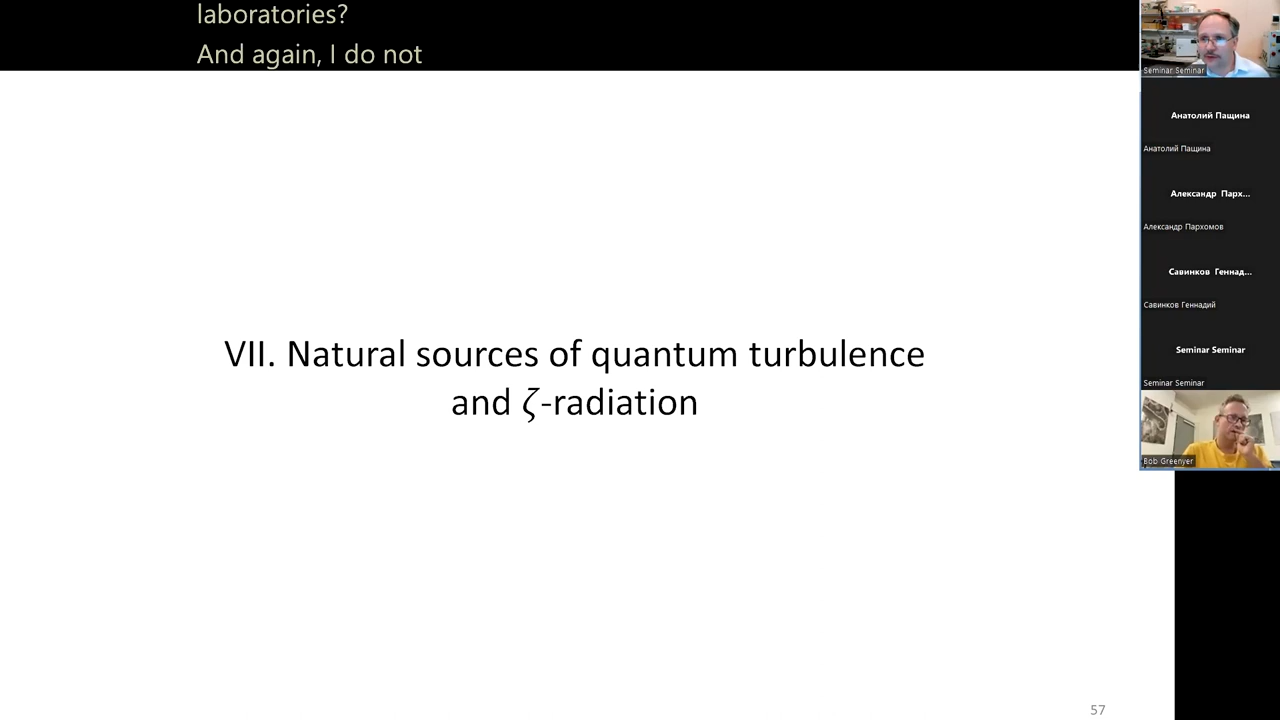 laboratories?
And again, I do not
VII. Natural sources of quantum turbulence
and ζ-radiation
57
Seminar Seminar
Анатолий Пащина
Анатолий Пащина
Александр Парх...
Александр Пархомов
Савинков Геннад...
Савинков Геннадий
Seminar Seminar
Seminar Seminar
Bob Greenyer